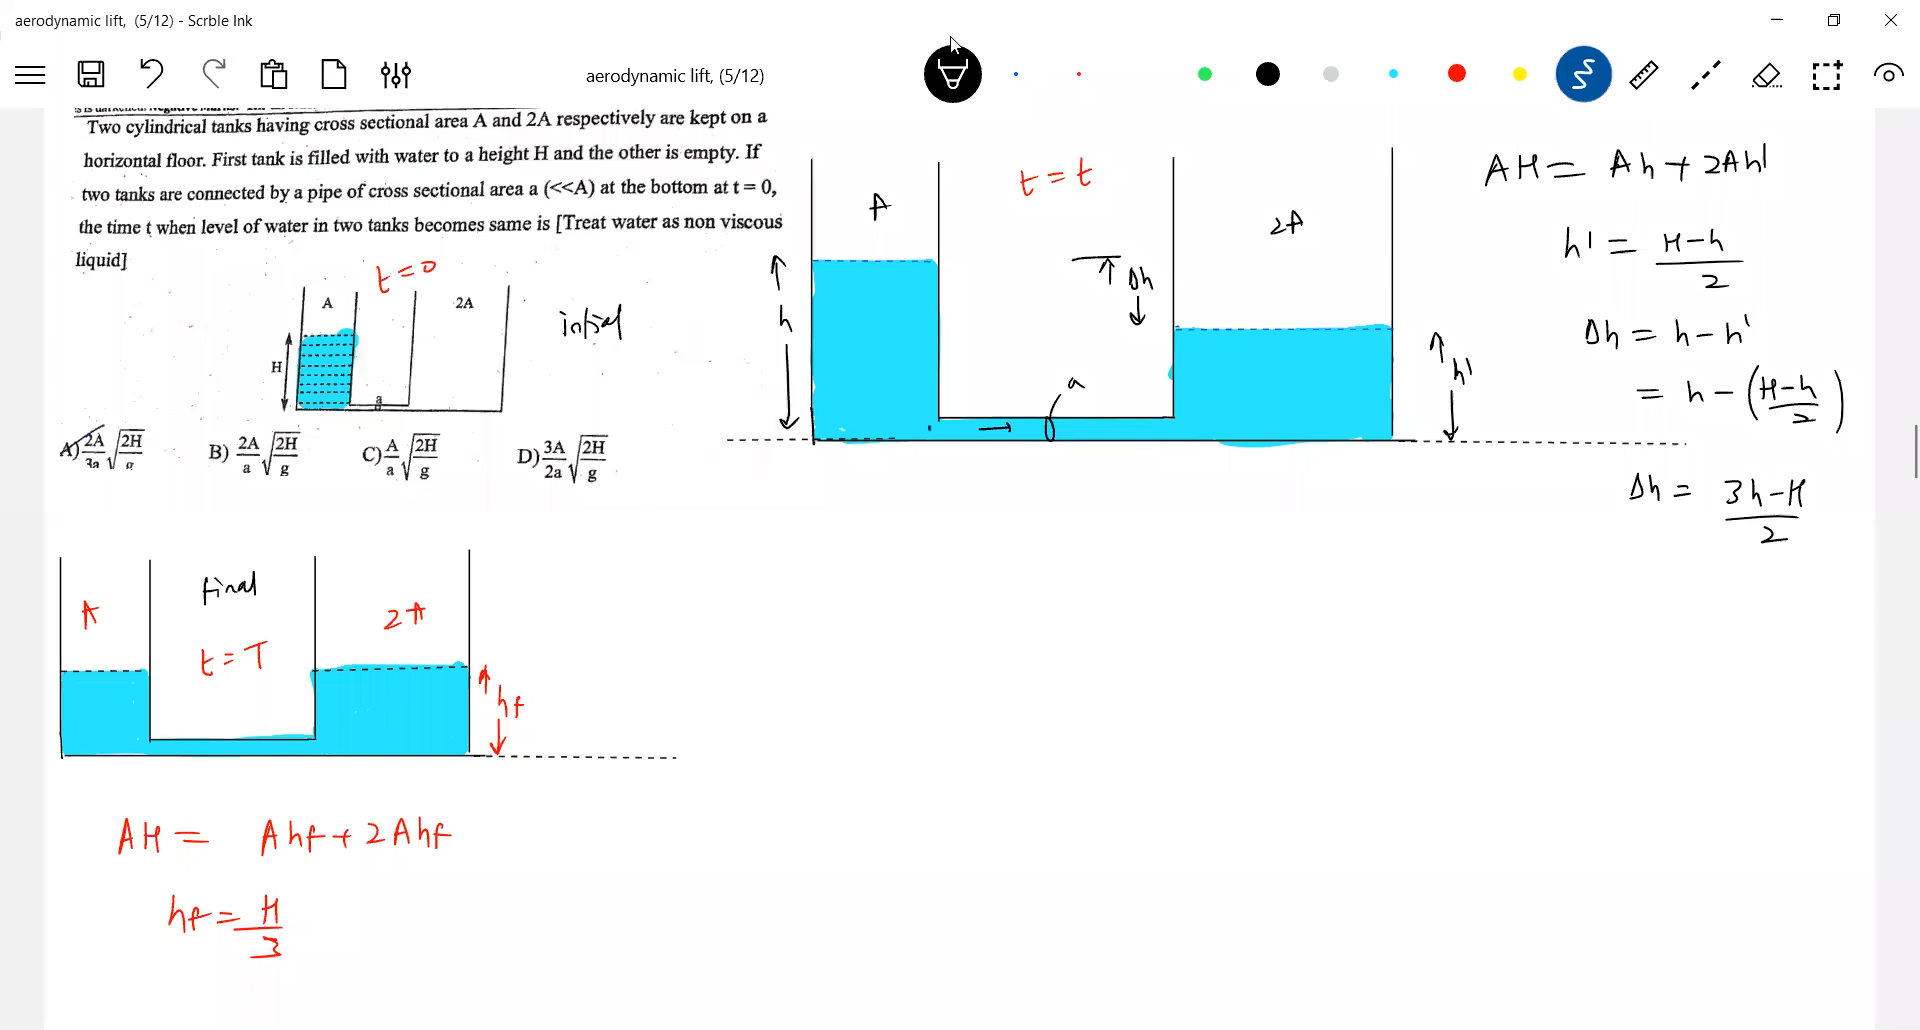 aerodynamic lift, (5/12) - Scrble Ink
aerodynamic lift, (5/12)
Two cylindrical tanks having cross sectional area A and 2A respectively are kept on a
horizontal floor. First tank is filled with water to a height H and the other is empty. If
two tanks are connected by a pipe of cross sectional area a (<<A) at the bottom at t = 0,
the time t when level of water in two tanks becomes same is [Treat water as non viscous
liquid]
t = 0
A
2A
H
a
initial
A) 2A/3a √(2H/g)
B) 2A/a √(2H/g)
C) A/a √(2H/g)
D) 3A/2a √(2H/g)
A
t = t
2A
h
Δh
a
h'
AH = Ah + 2Ah'
h' = (H-h)/2
Δh = h - h'
= h - (H-h/2)
Δh = (3h-H)/2
final
A
2A
t = T
hf
AH = Ahf + 2Ahf
hf = H/3